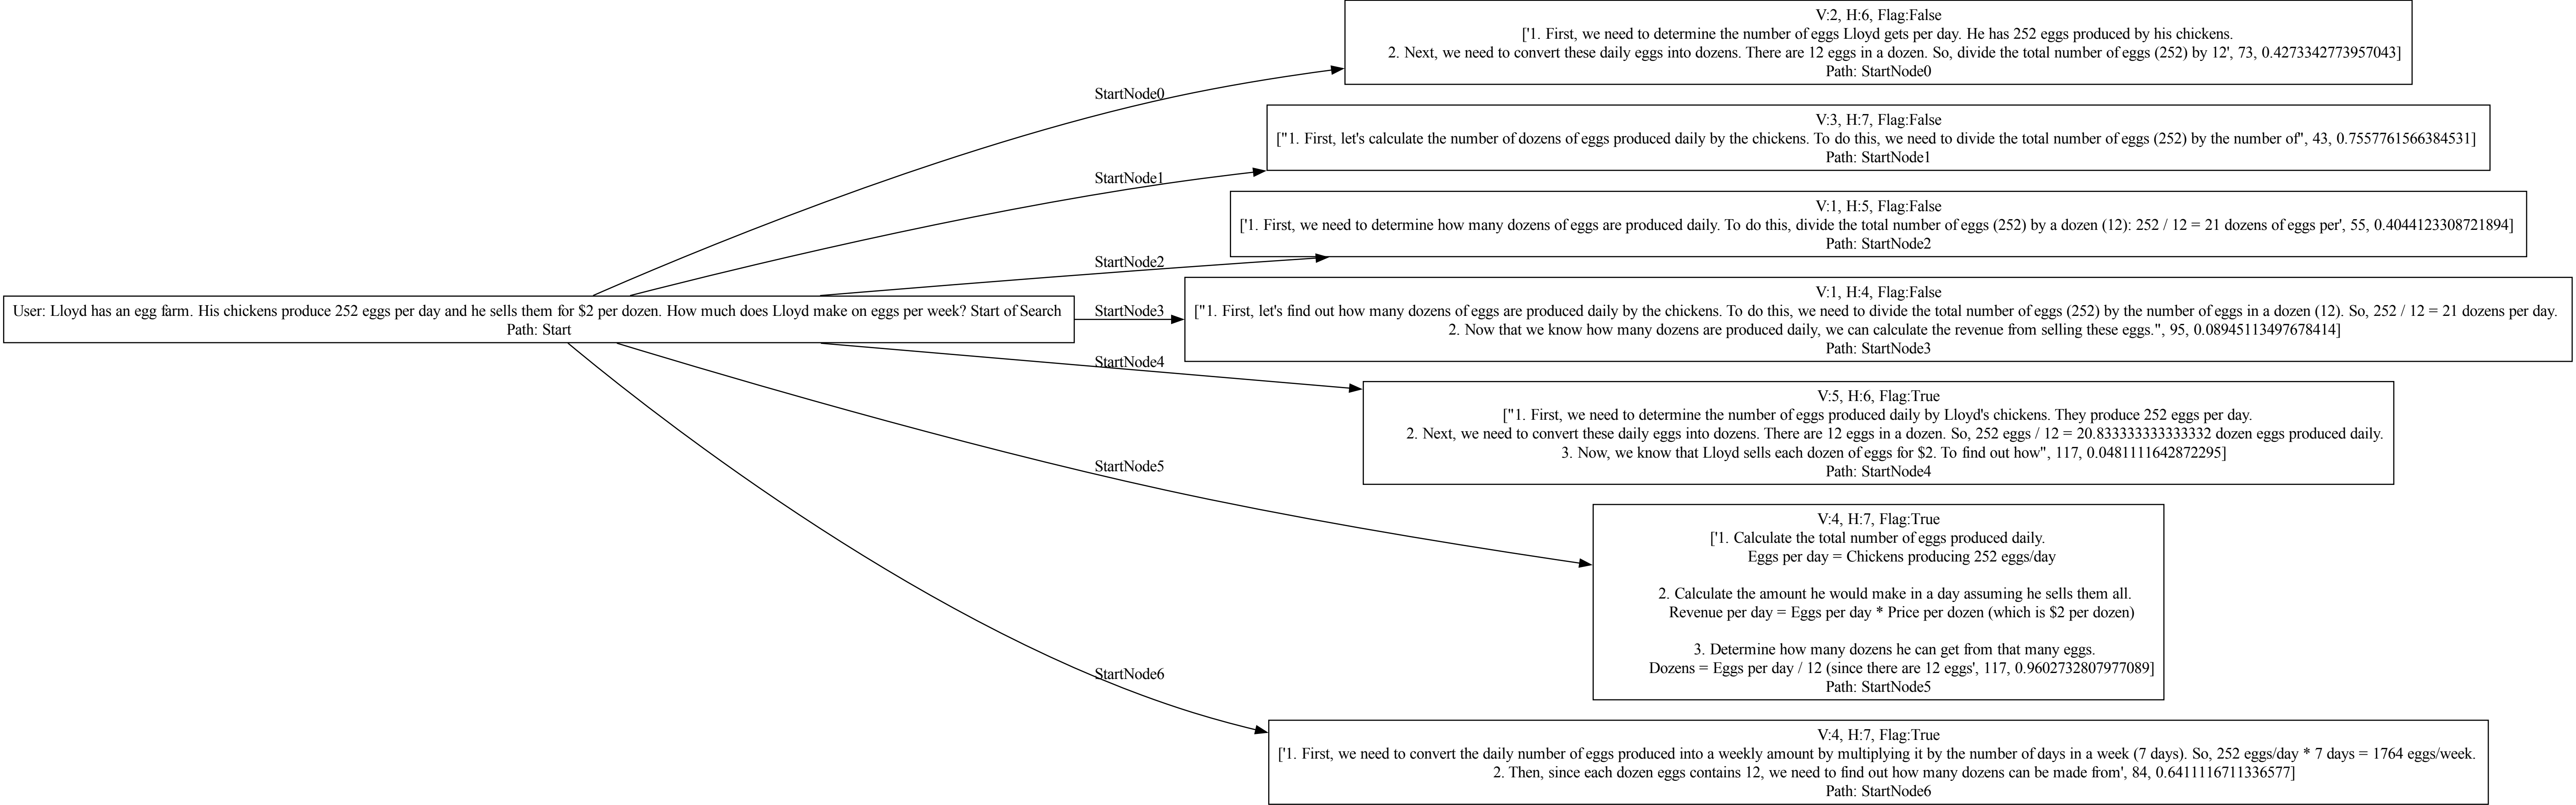 V:2, H:6, Flag:False
['1. First, we need to determine the number of eggs Lloyd gets per day. He has 252 eggs produced by his chickens.
2. Next, we need to convert these daily eggs into dozens. There are 12 eggs in a dozen. So, divide the total number of eggs (252) by 12', 73, 0.4273342773957043]
Path: StartNode0
StartNode0
V:3, H:7, Flag:False
["1. First, let's calculate the number of dozens of eggs produced daily by the chickens. To do this, we need to divide the total number of eggs (252) by the number of", 43, 0.7557761566384531]
Path: StartNode1
StartNode1
V:1, H:5, Flag:False
['1. First, we need to determine how many dozens of eggs are produced daily. To do this, divide the total number of eggs (252) by a dozen (12): 252 / 12 = 21 dozens of eggs per', 55, 0.4044123308721894]
Path: StartNode2
StartNode2
User: Lloyd has an egg farm. His chickens produce 252 eggs per day and he sells them for $2 per dozen. How much does Lloyd make on eggs per week? Start of Search
Path: Start
StartNode3
V:1, H:4, Flag:False
["1. First, let's find out how many dozens of eggs are produced daily by the chickens. To do this, we need to divide the total number of eggs (252) by the number of eggs in a dozen (12). So, 252 / 12 = 21 dozens per day.
2. Now that we know how many dozens are produced daily, we can calculate the revenue from selling these eggs.", 95, 0.08945113497678414]
Path: StartNode3
StartNode4
V:5, H:6, Flag:True
["1. First, we need to determine the number of eggs produced daily by Lloyd's chickens. They produce 252 eggs per day.
2. Next, we need to convert these daily eggs into dozens. There are 12 eggs in a dozen. So, 252 eggs / 12 = 20.833333333333332 dozen eggs produced daily.
3. Now, we know that Lloyd sells each dozen of eggs for $2. To find out how", 117, 0.0481111642872295]
Path: StartNode4
StartNode5
V:4, H:7, Flag:True
['1. Calculate the total number of eggs produced daily.
Eggs per day = Chickens producing 252 eggs/day
2. Calculate the amount he would make in a day assuming he sells them all.
Revenue per day = Eggs per day * Price per dozen (which is $2 per dozen)
3. Determine how many dozens he can get from that many eggs.
Dozens = Eggs per day / 12 (since there are 12 eggs', 117, 0.9602732807977089]
Path: StartNode5
StartNode6
V:4, H:7, Flag:True
['1. First, we need to convert the daily number of eggs produced into a weekly amount by multiplying it by the number of days in a week (7 days). So, 252 eggs/day * 7 days = 1764 eggs/week.
2. Then, since each dozen eggs contains 12, we need to find out how many dozens can be made from', 84, 0.6411116711336577]
Path: StartNode6